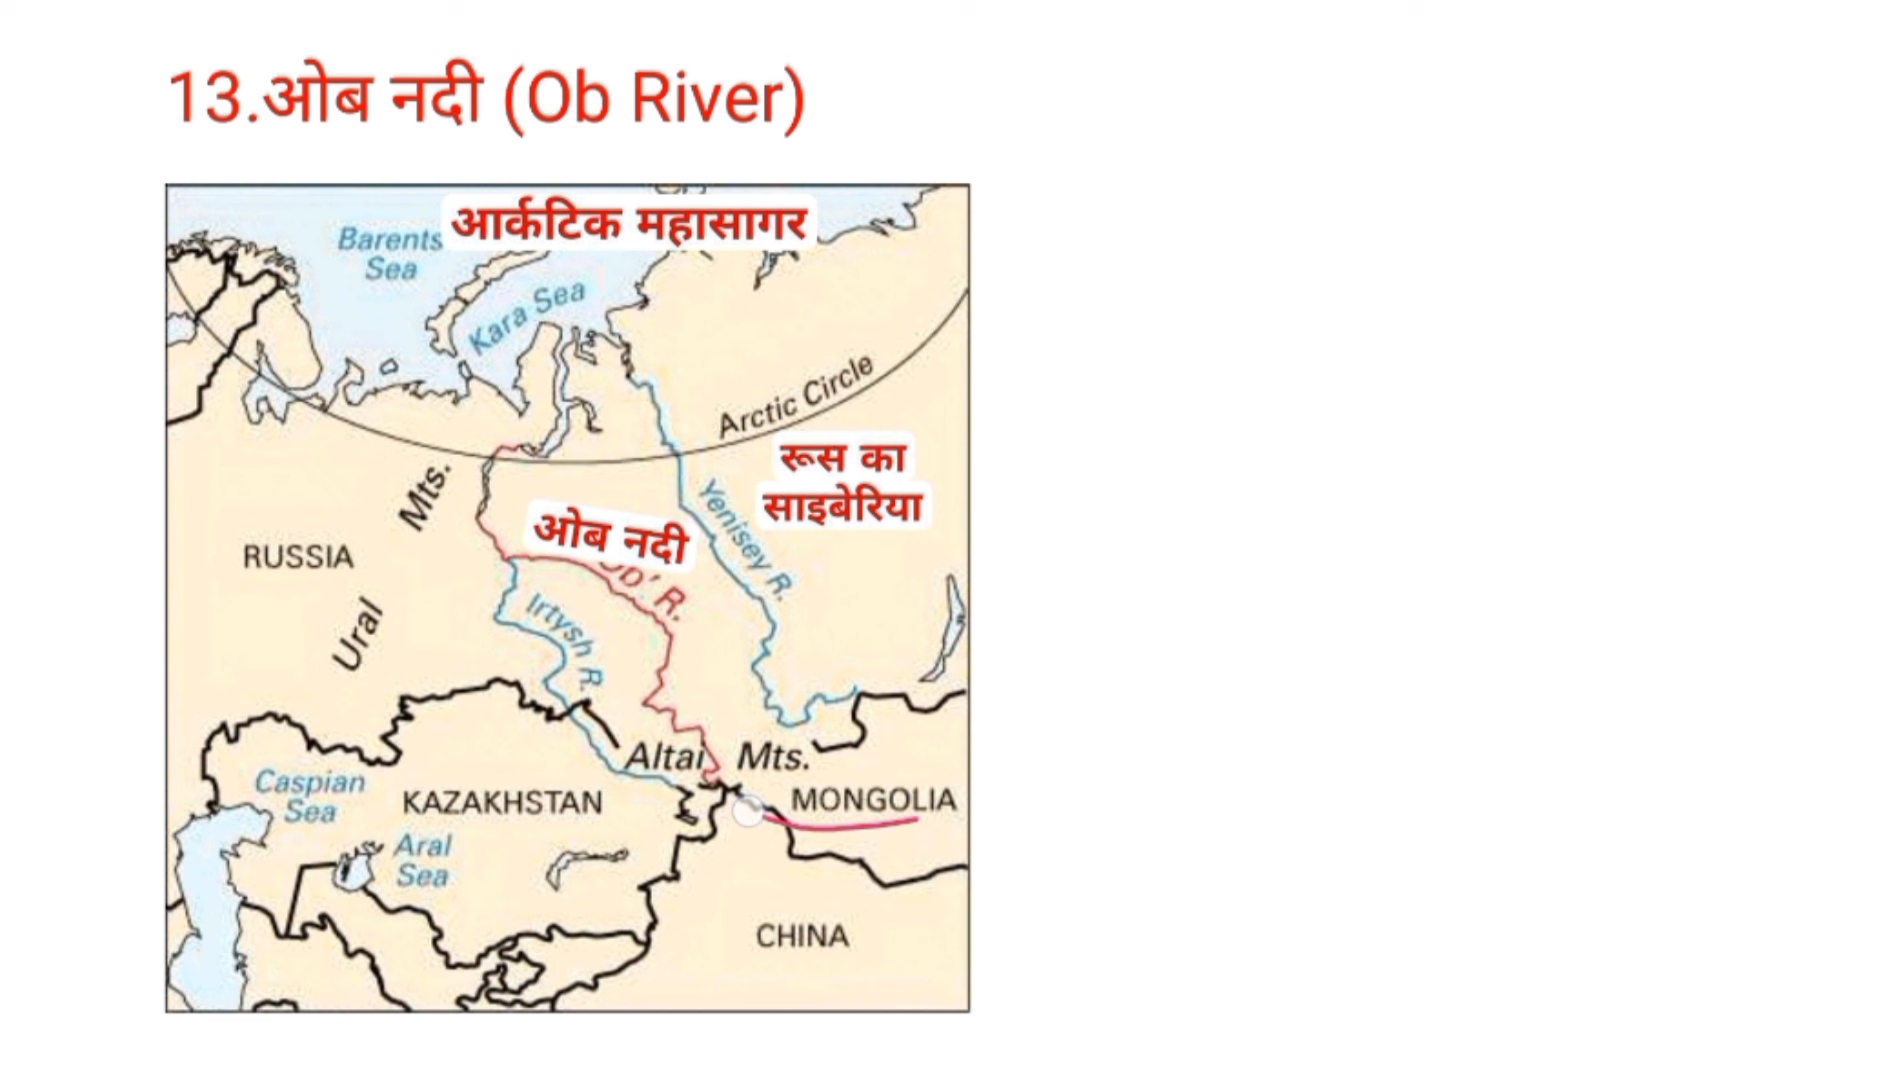 13.ओब नदी (Ob River)
आर्कटिक महासागर
Barents
Sea
Kara Sea
Arctic Circle
रूस का
साइबेरिया
Mts.
Yenisey R.
ओब नदी
Ob' R.
RUSSIA
Irtysh R.
Ural
Altai Mts.
Caspian
Sea
KAZAKHSTAN
MONGOLIA
Aral
Sea
CHINA